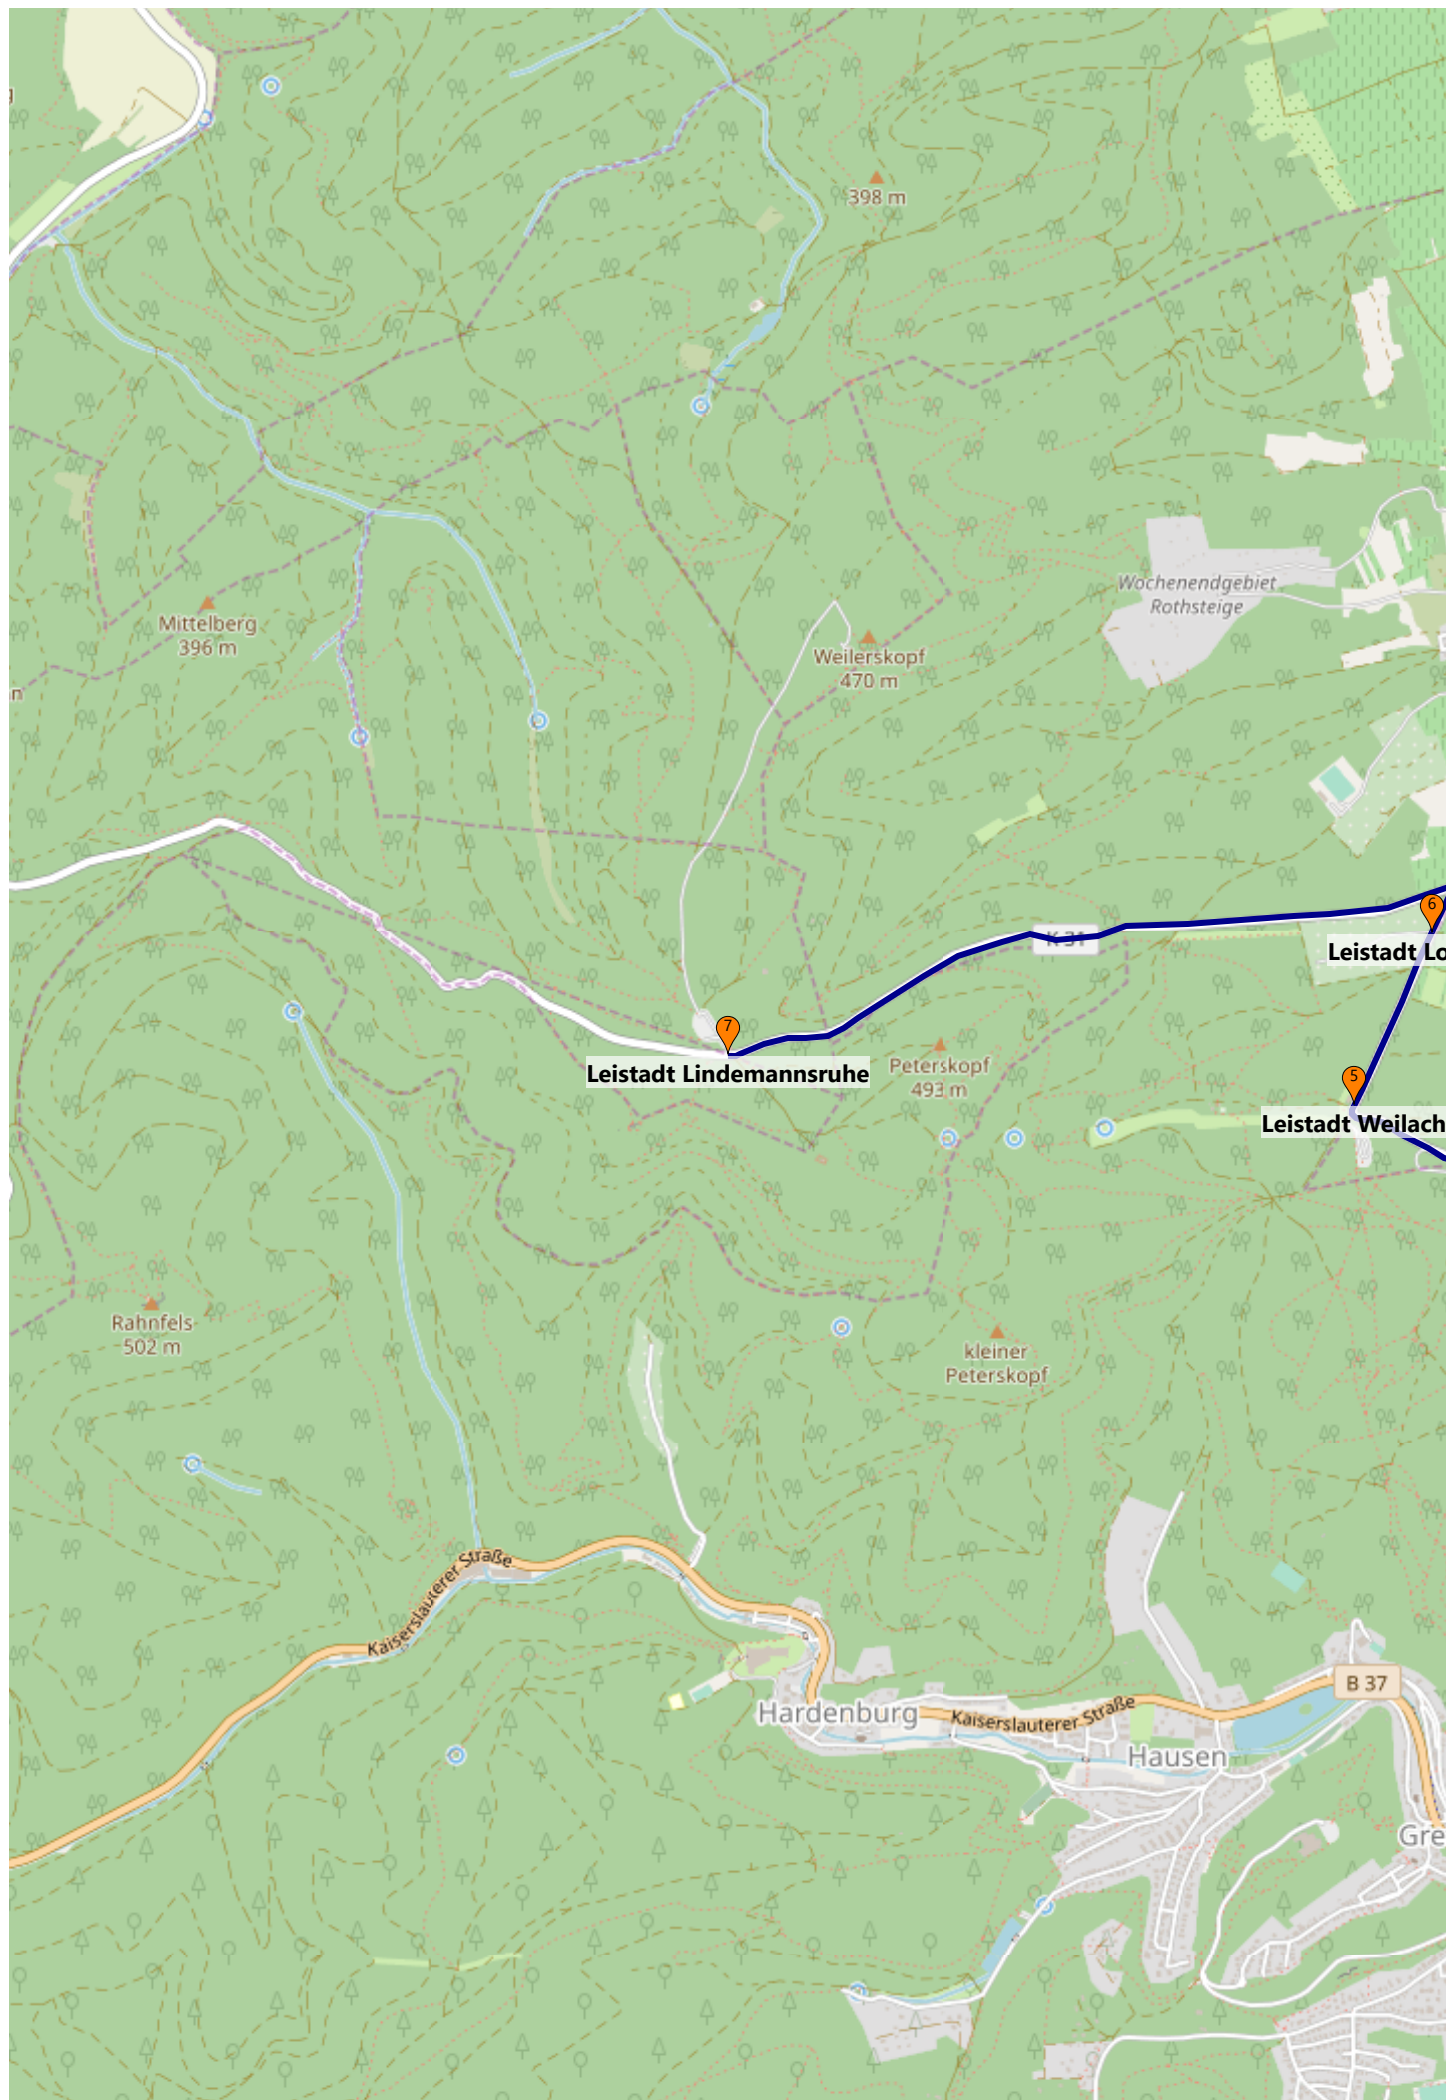 g
398 m
Wochenendgebiet
Rothsteige
Mittelberg
396 m
Weilerskopf
470 m
n
6
K 31
Leistadt Lo
7
Leistadt Lindemannsruhe
Peterskopf
493 m
5
Leistadt Weilach
Rahnfels
502 m
kleiner
Peterskopf
Kaiserslauterer Straße
B 37
Hardenburg
Kaiserslauterer Straße
Hausen
Gre